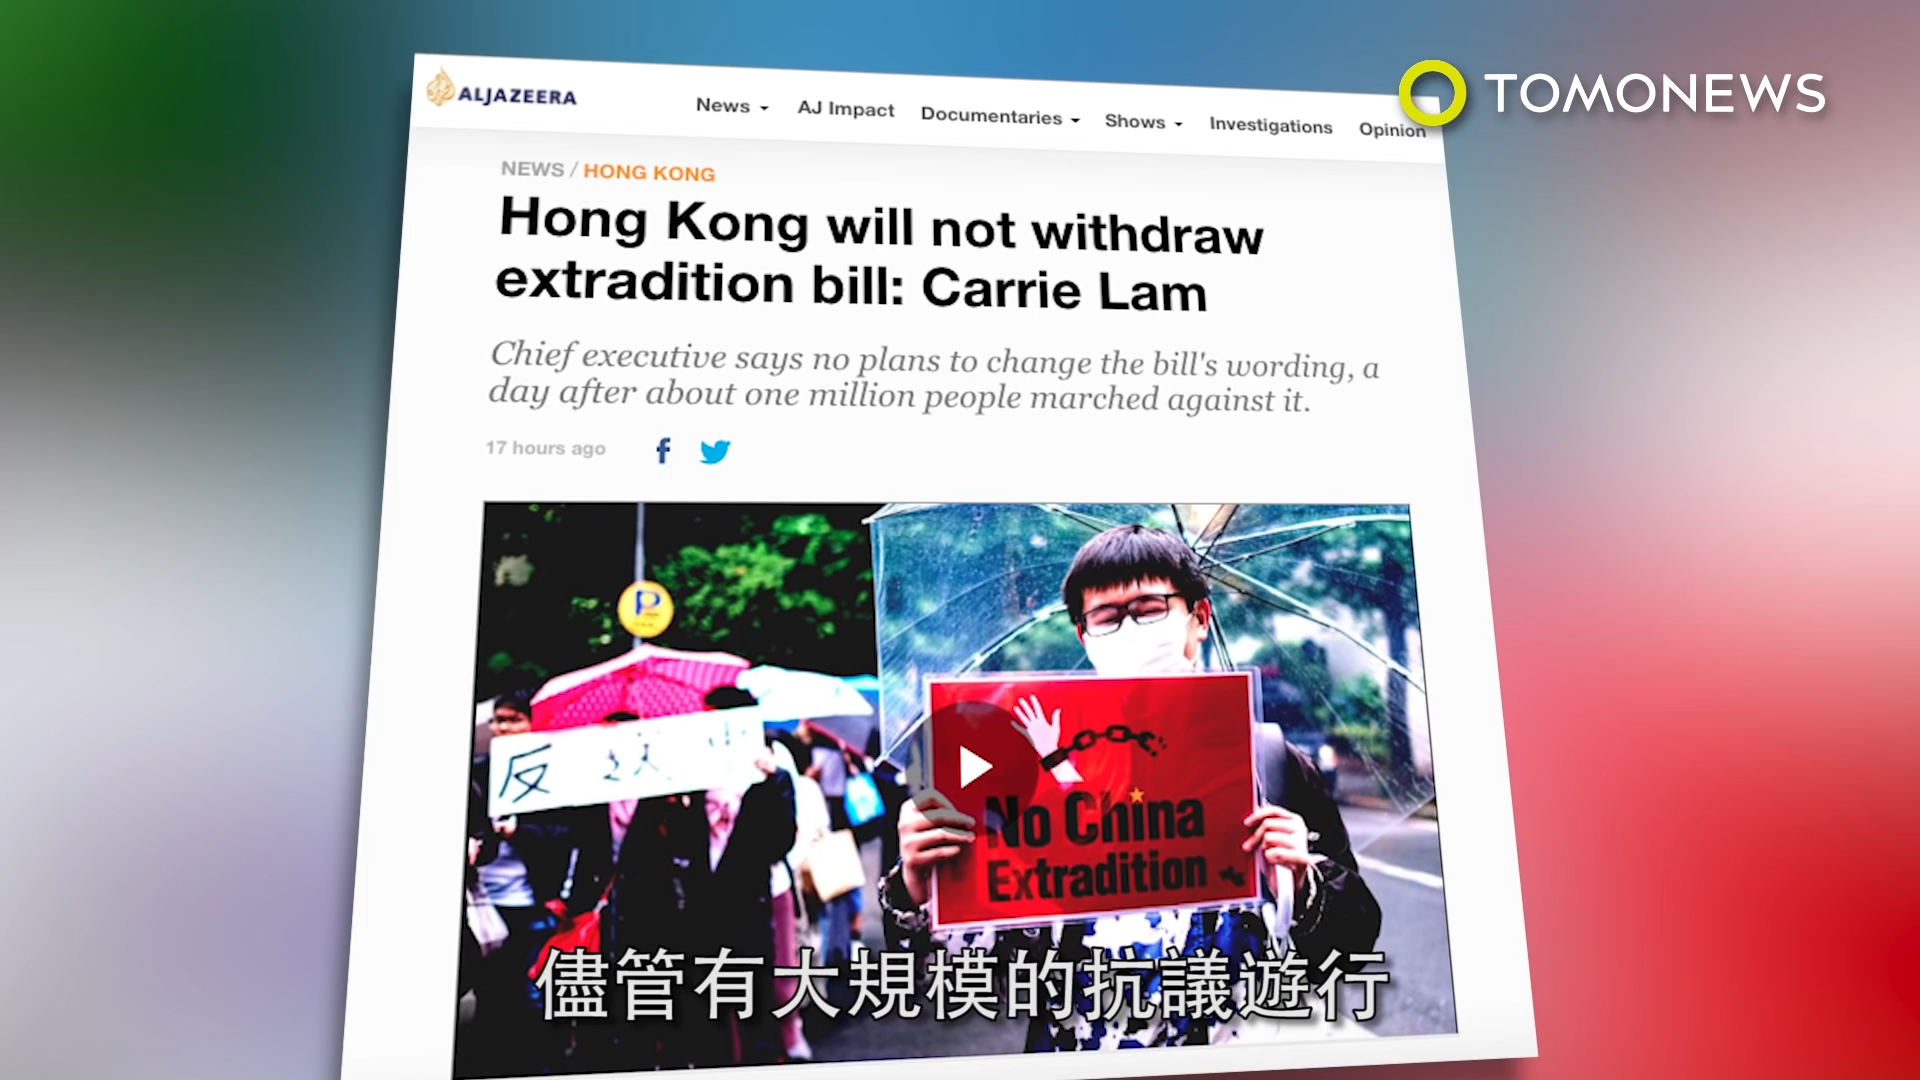 ALJAZEERA
News
AJ Impact
Documentaries
Shows
Investigations
Opinion
TOMONEWS
NEWS / HONG KONG
Hong Kong will not withdraw
extradition bill: Carrie Lam
Chief executive says no plans to change the bill's wording, a
day after about one million people marched against it.
17 hours ago
P
反送
No China
Extradition
儘管有大規模的抗議遊行